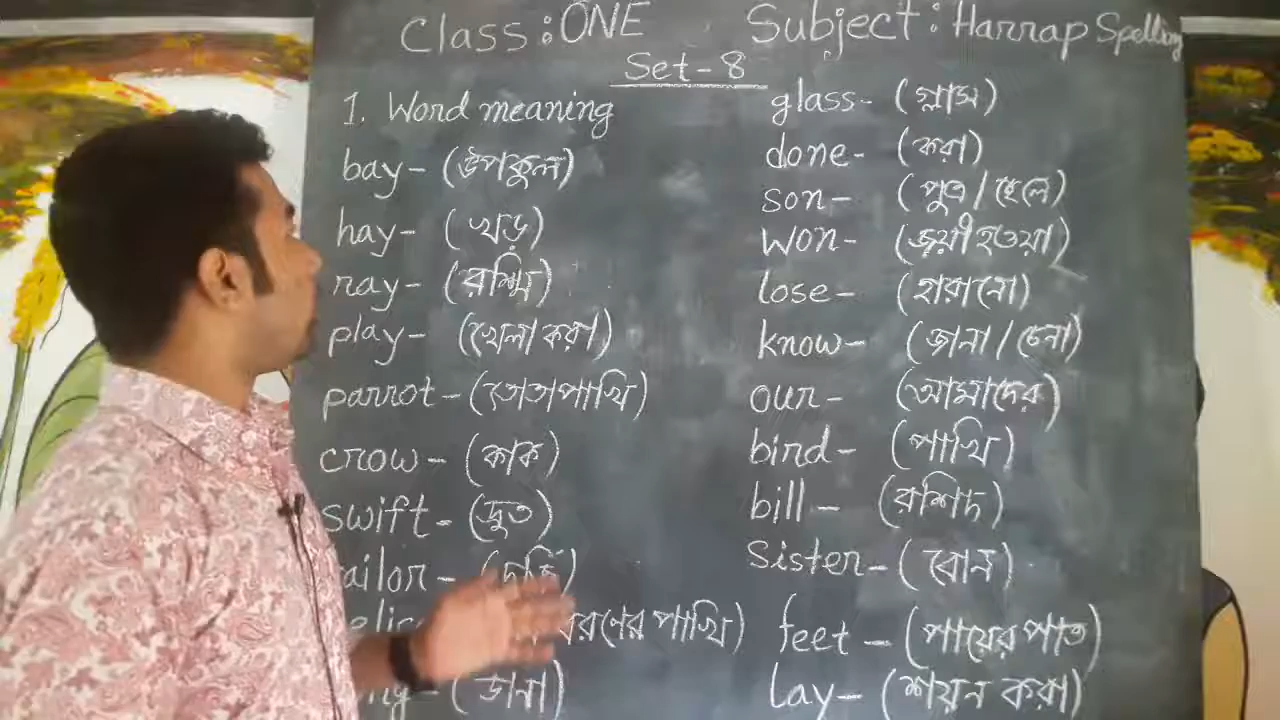 Class: ONE Subject: Harrap Spelling
Set-8
1. Word meaning
bay- (উপকুল)
hay- (খড়)
ray- (রশ্মি)
play- (খেলা করা)
parrot- (তোতাপাখি)
crow- (কাক)
swift- (দ্রুত)
ailor- (দর্জি)
ধরণের পাখি)
(ডানা)
glass- (গ্লাস)
done- (করা)
son- (পুত্র/ছেলে)
won- (জয়ী হওয়া)
lose- (হারানো)
know- (জানা/চেনা)
our- (আমাদের)
bird- (পাখি)
bill- (রশিদ)
Sister- (বোন)
feet- (পায়ের পাতা)
lay- (শয়ন করা)